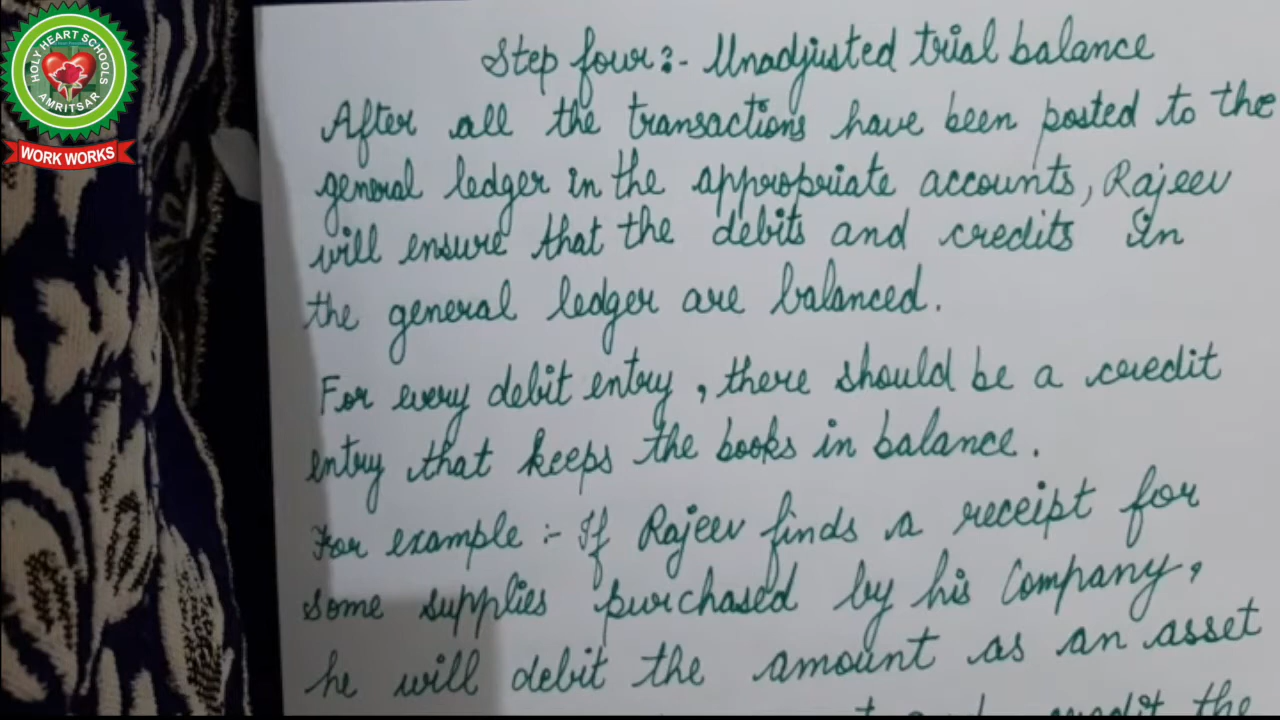 HOLY HEART SCHOOLS
AMRITSAR
WORK WORKS
Step four:- Unadjusted trial balance
After all the transactions have been posted to the
general ledger in the appropriate accounts, Rajeev
will ensure that the debits and credits in
the general ledger are balanced.
For every debit entry, there should be a credit
entry that keeps the books in balance.
For example :- If Rajeev finds a receipt for
some supplies purchased by his Company,
he will debit the amount as an asset
credit the